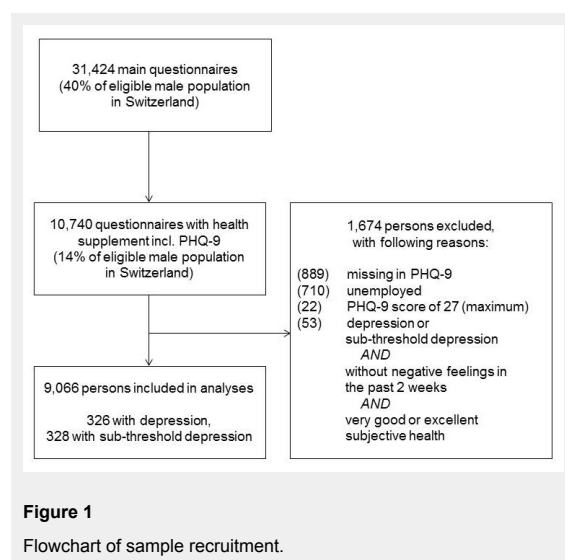 31,424 main questionnaires
(40% of eligible male population
in Switzerland)
10,740 questionnaires with health
supplement incl. PHQ-9
(14% of eligible male population
in Switzerland)
1,674 persons excluded,
with following reasons:
(889) missing in PHQ-9
(710) unemployed
(22) PHQ-9 score of 27 (maximum)
(53) depression or
sub-threshold depression
AND
without negative feelings in
the past 2 weeks
AND
very good or excellent
subjective health
9,066 persons included in analyses
326 with depression,
328 with sub-threshold depression
Figure 1
Flowchart of sample recruitment.